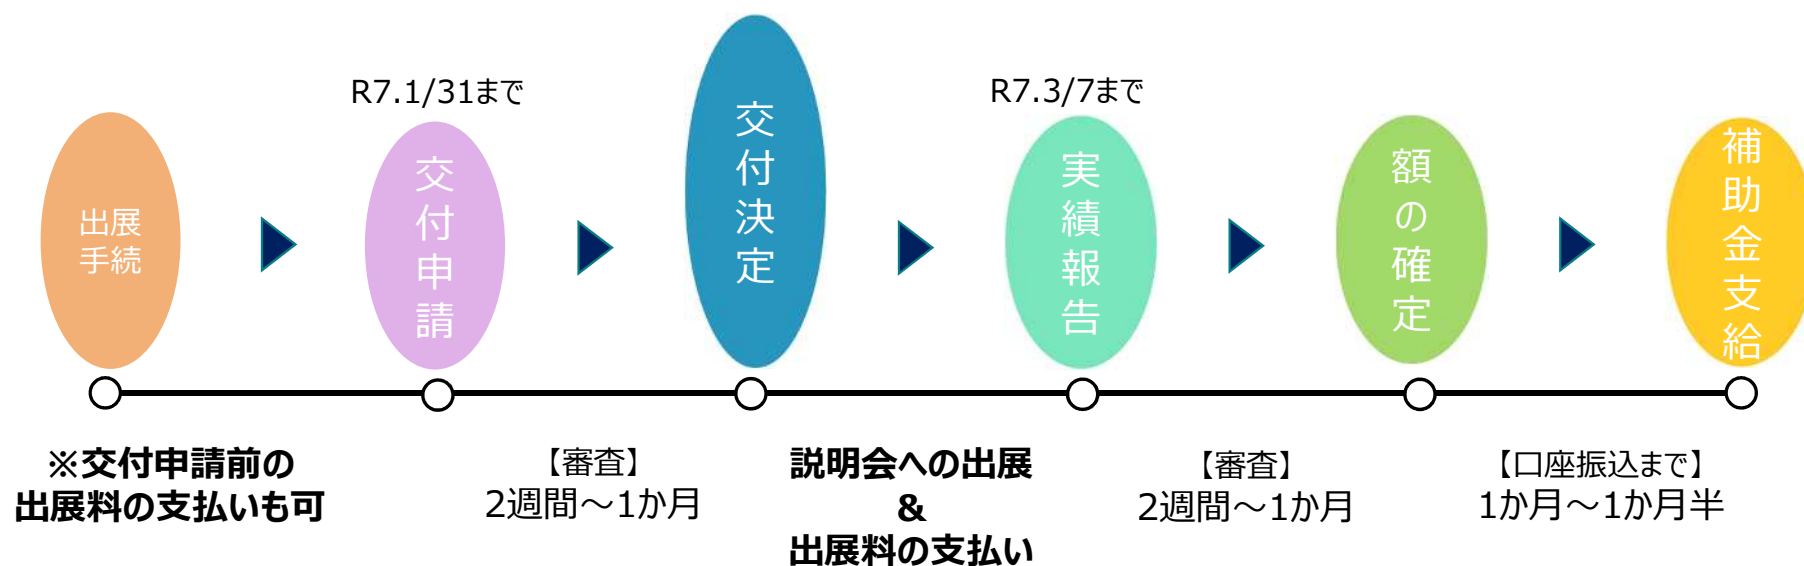 R7.1/31まで
R7.3/7まで
出展
手続
交付申請
交付決定
実績報告
額の確定
補助金支給
※交付申請前の
出展料の支払いも可
【審査】
2週間～1か月
説明会への出展
&
出展料の支払い
【審査】
2週間～1か月
【口座振込まで】
1か月～1か月半